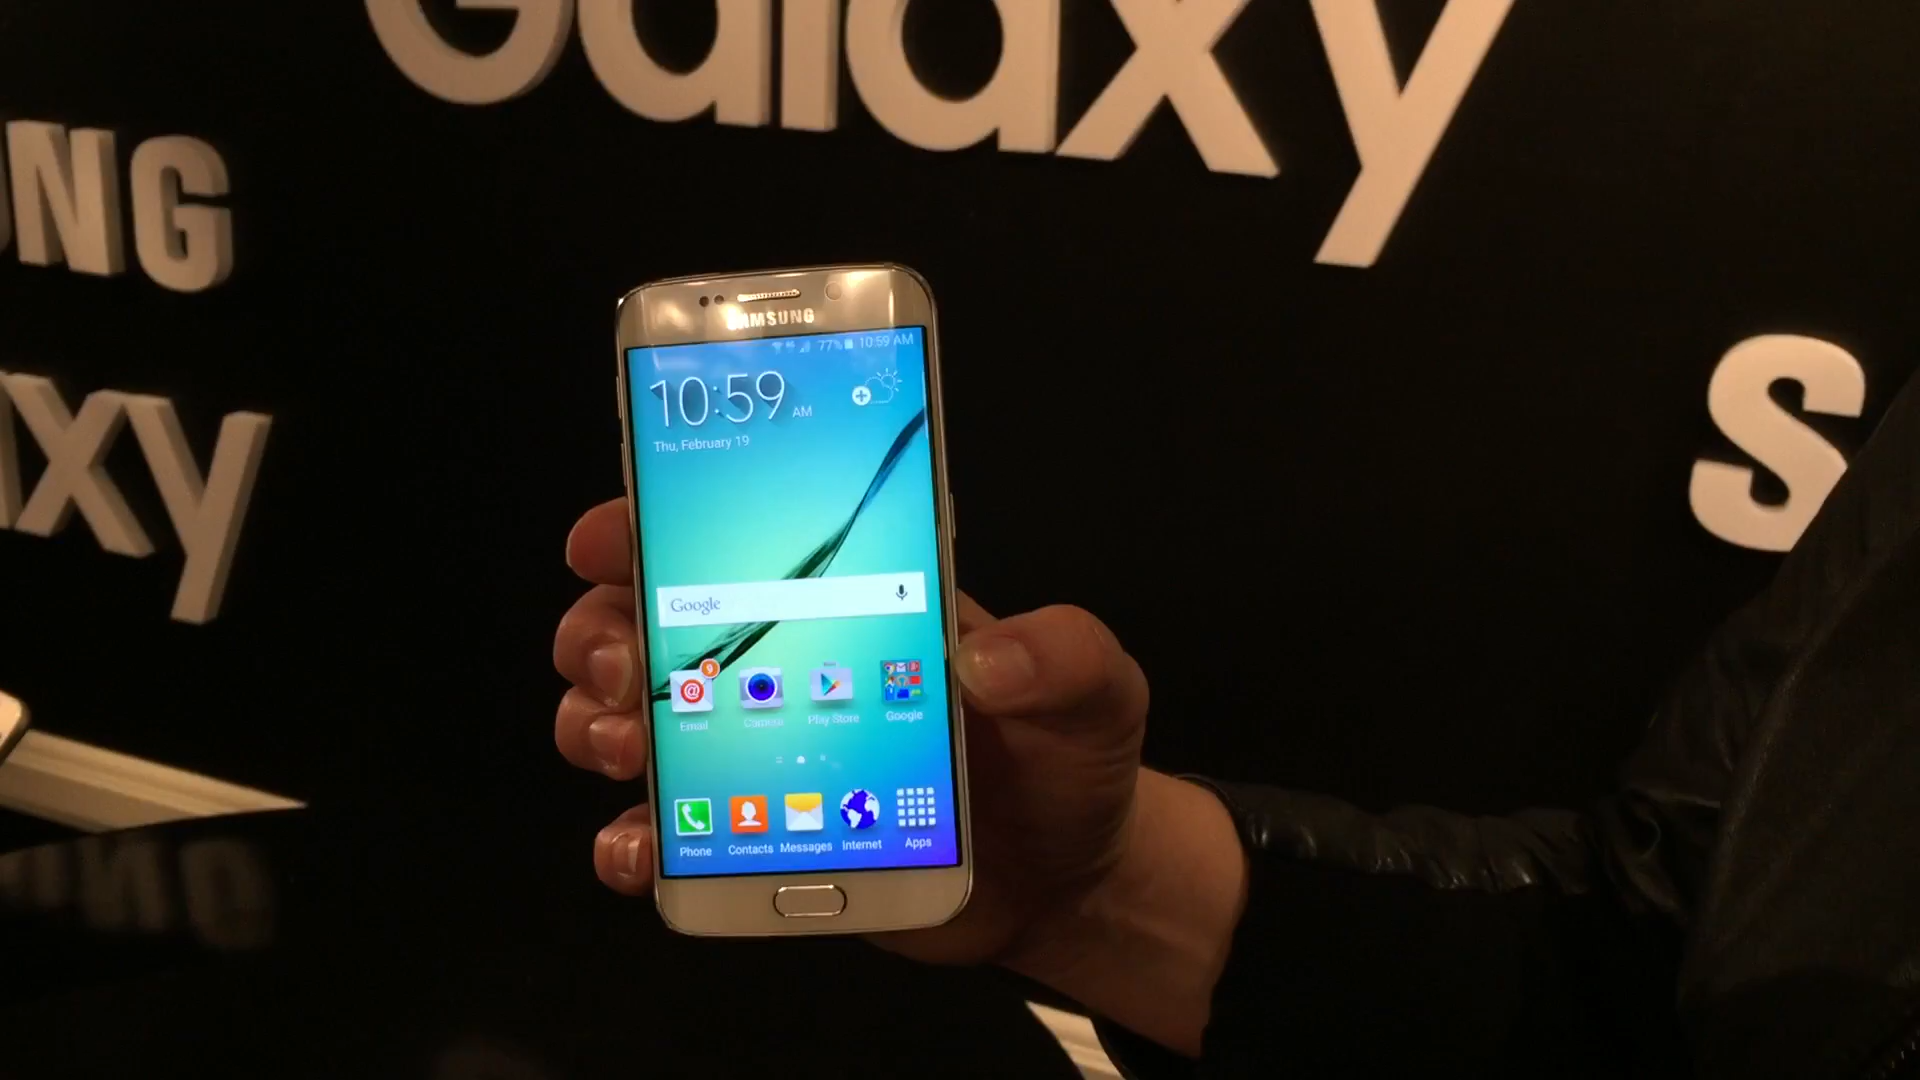 Galaxy
NG
xy
S
SAMSUNG
77% 10:59 AM
10:59 AM
Thu, February 19
Google
9
Email
Camera
Play Store
Google
Phone
Contacts
Messages
Internet
Apps